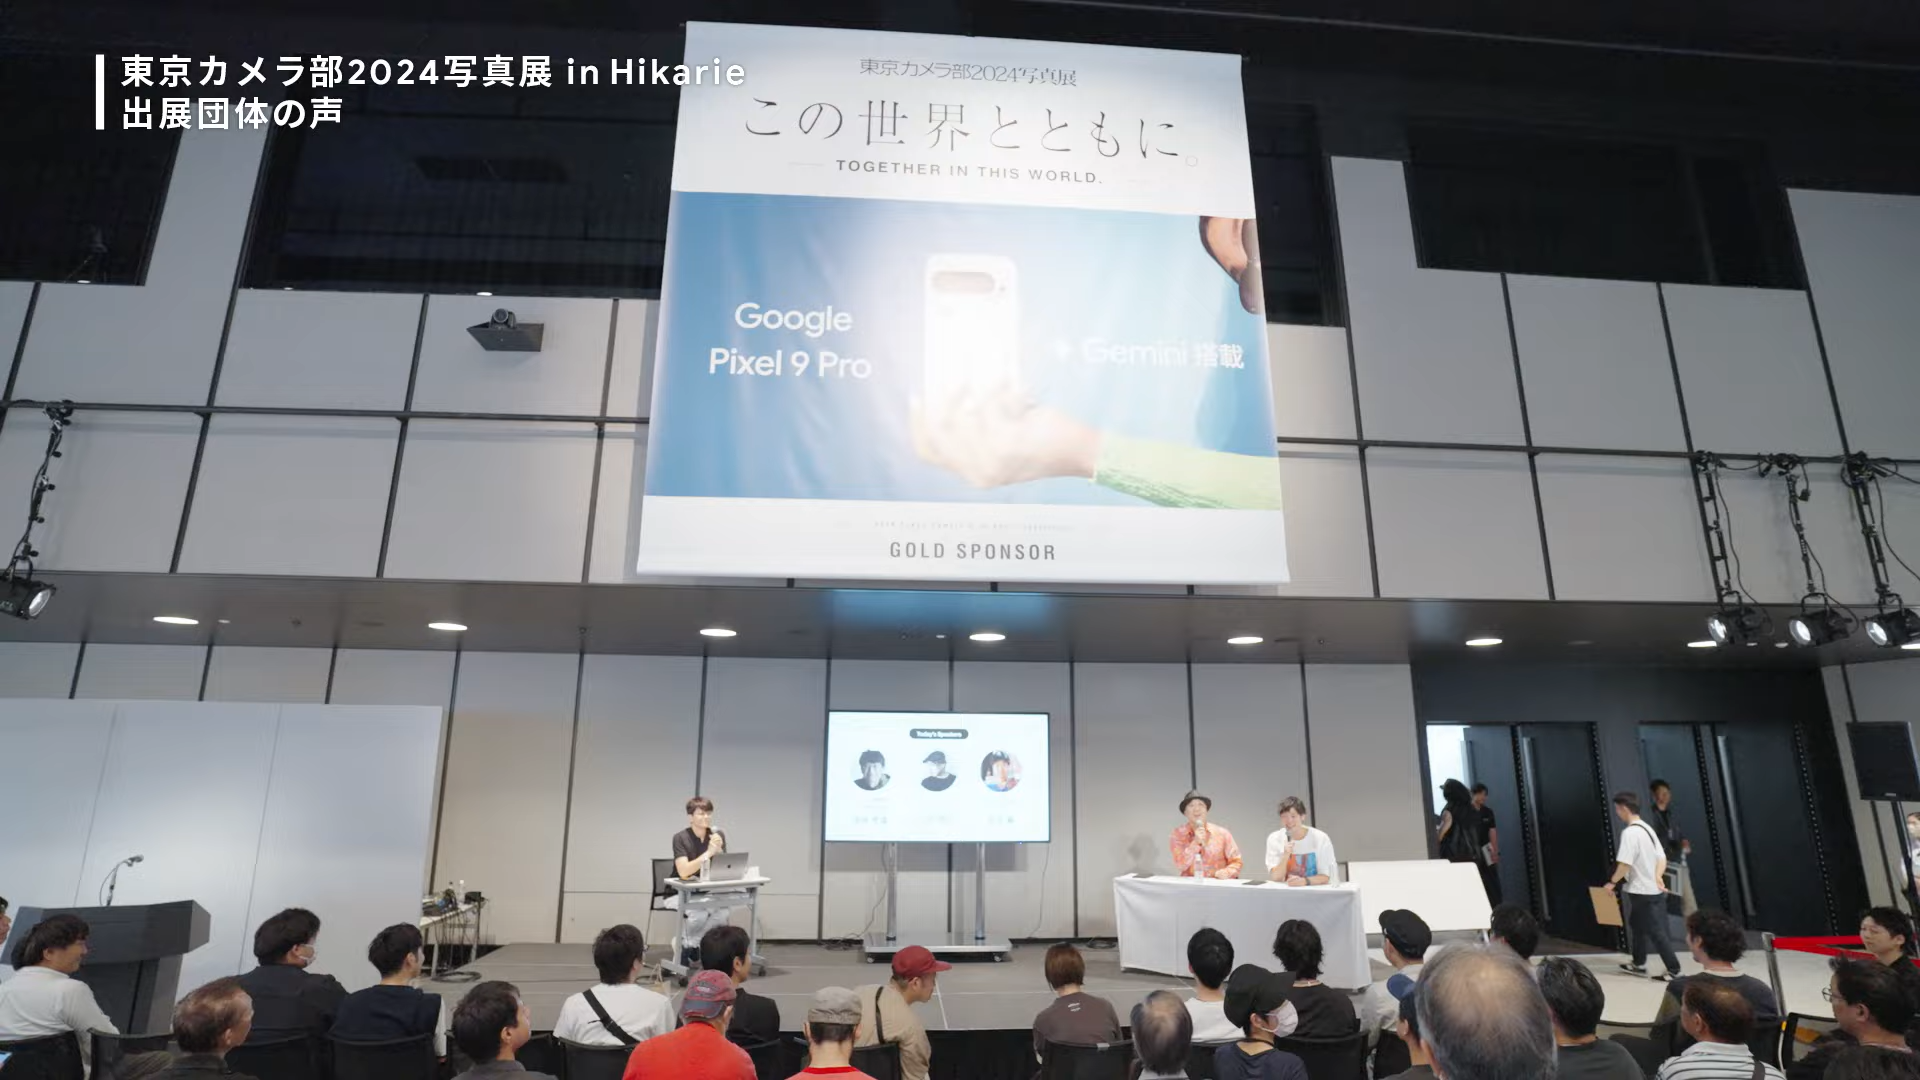 東京カメラ部2024写真展 in Hikarie
出展団体の声
東京カメラ部2024写真展
この世界とともに。
TOGETHER IN THIS WORLD.
Google
Pixel 9 Pro
Gemini 搭載
GOLD SPONSOR
Today's Speakers